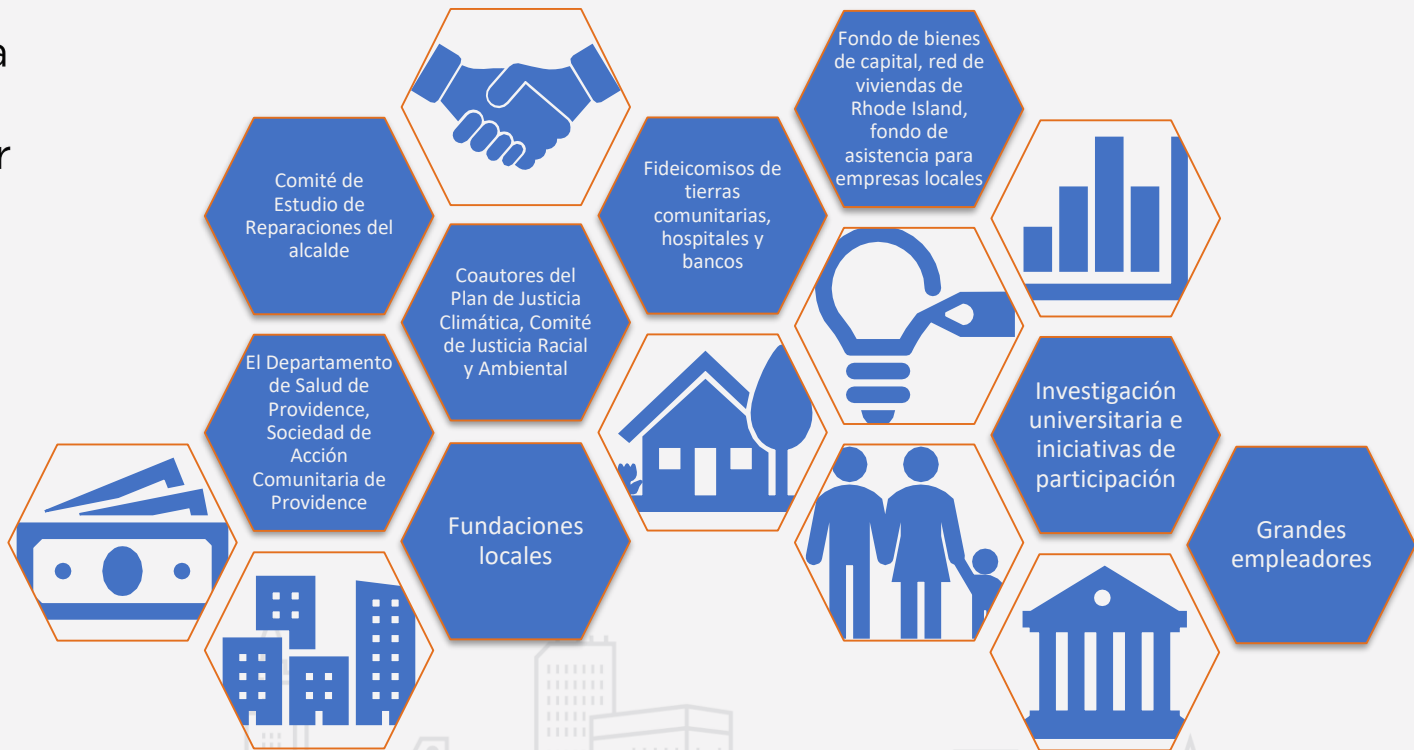 a
r
Comité de
Estudio de
Reparaciones del
alcalde
Coautores del
Plan de Justicia
Climática, Comité
de Justicia Racial
y Ambiental
Fideicomisos de
tierras
comunitarias,
hospitales y
bancos
Fondo de bienes
de capital, red de
viviendas de
Rhode Island,
fondo de
asistencia para
empresas locales
El Departamento
de Salud de
Providence,
Sociedad de
Acción
Comunitaria de
Providence
Fundaciones
locales
Investigación
universitaria e
iniciativas de
participación
Grandes
empleadores